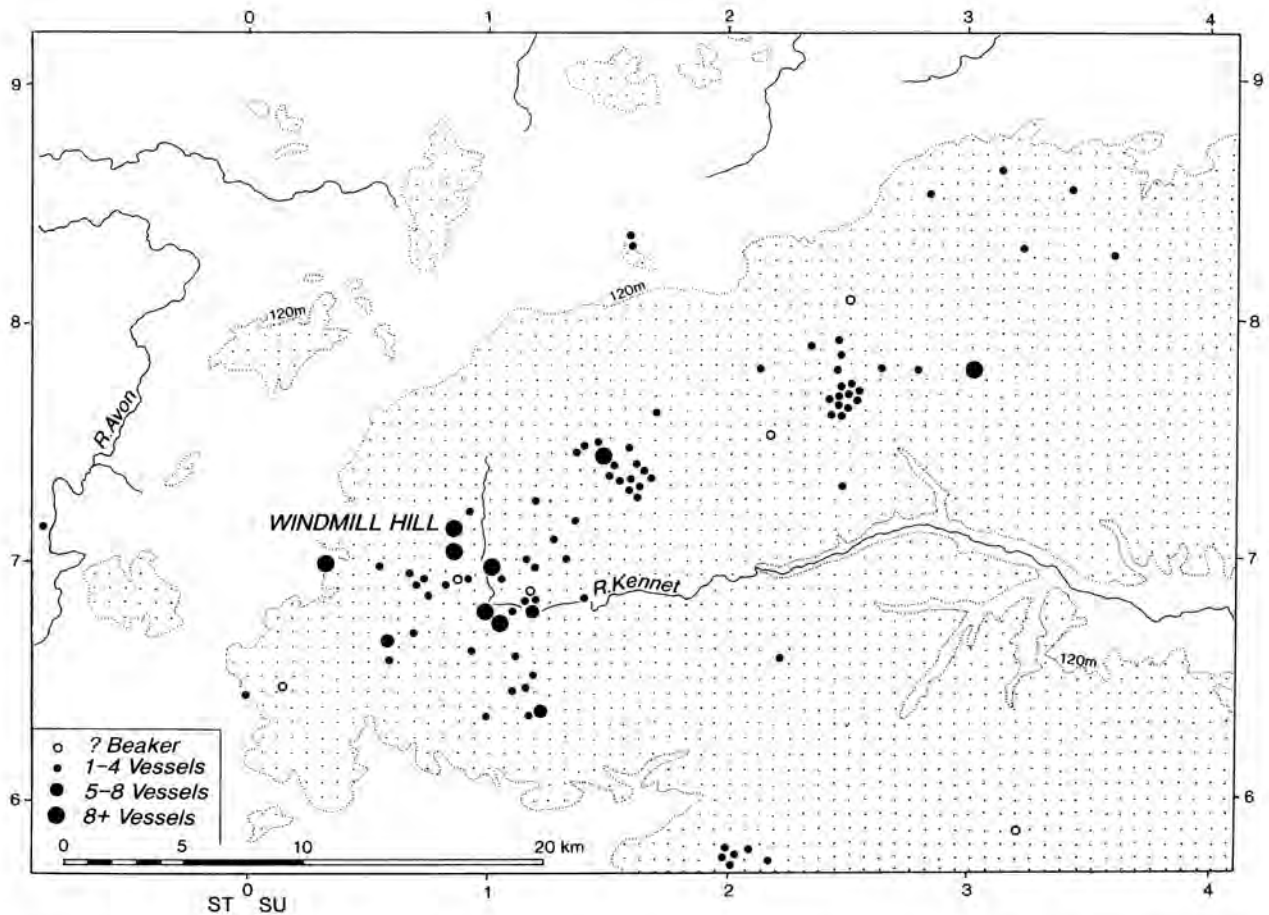 0 1 2 3 4
9 9
120m
8 120m 8
R.Avon
WINDMILL HILL
7 R.Kennet 7
120m
? Beaker
1-4 Vessels
5-8 Vessels
8+ Vessels
6 6
0 5 10 20 km
0 1 2 3 4
ST SU